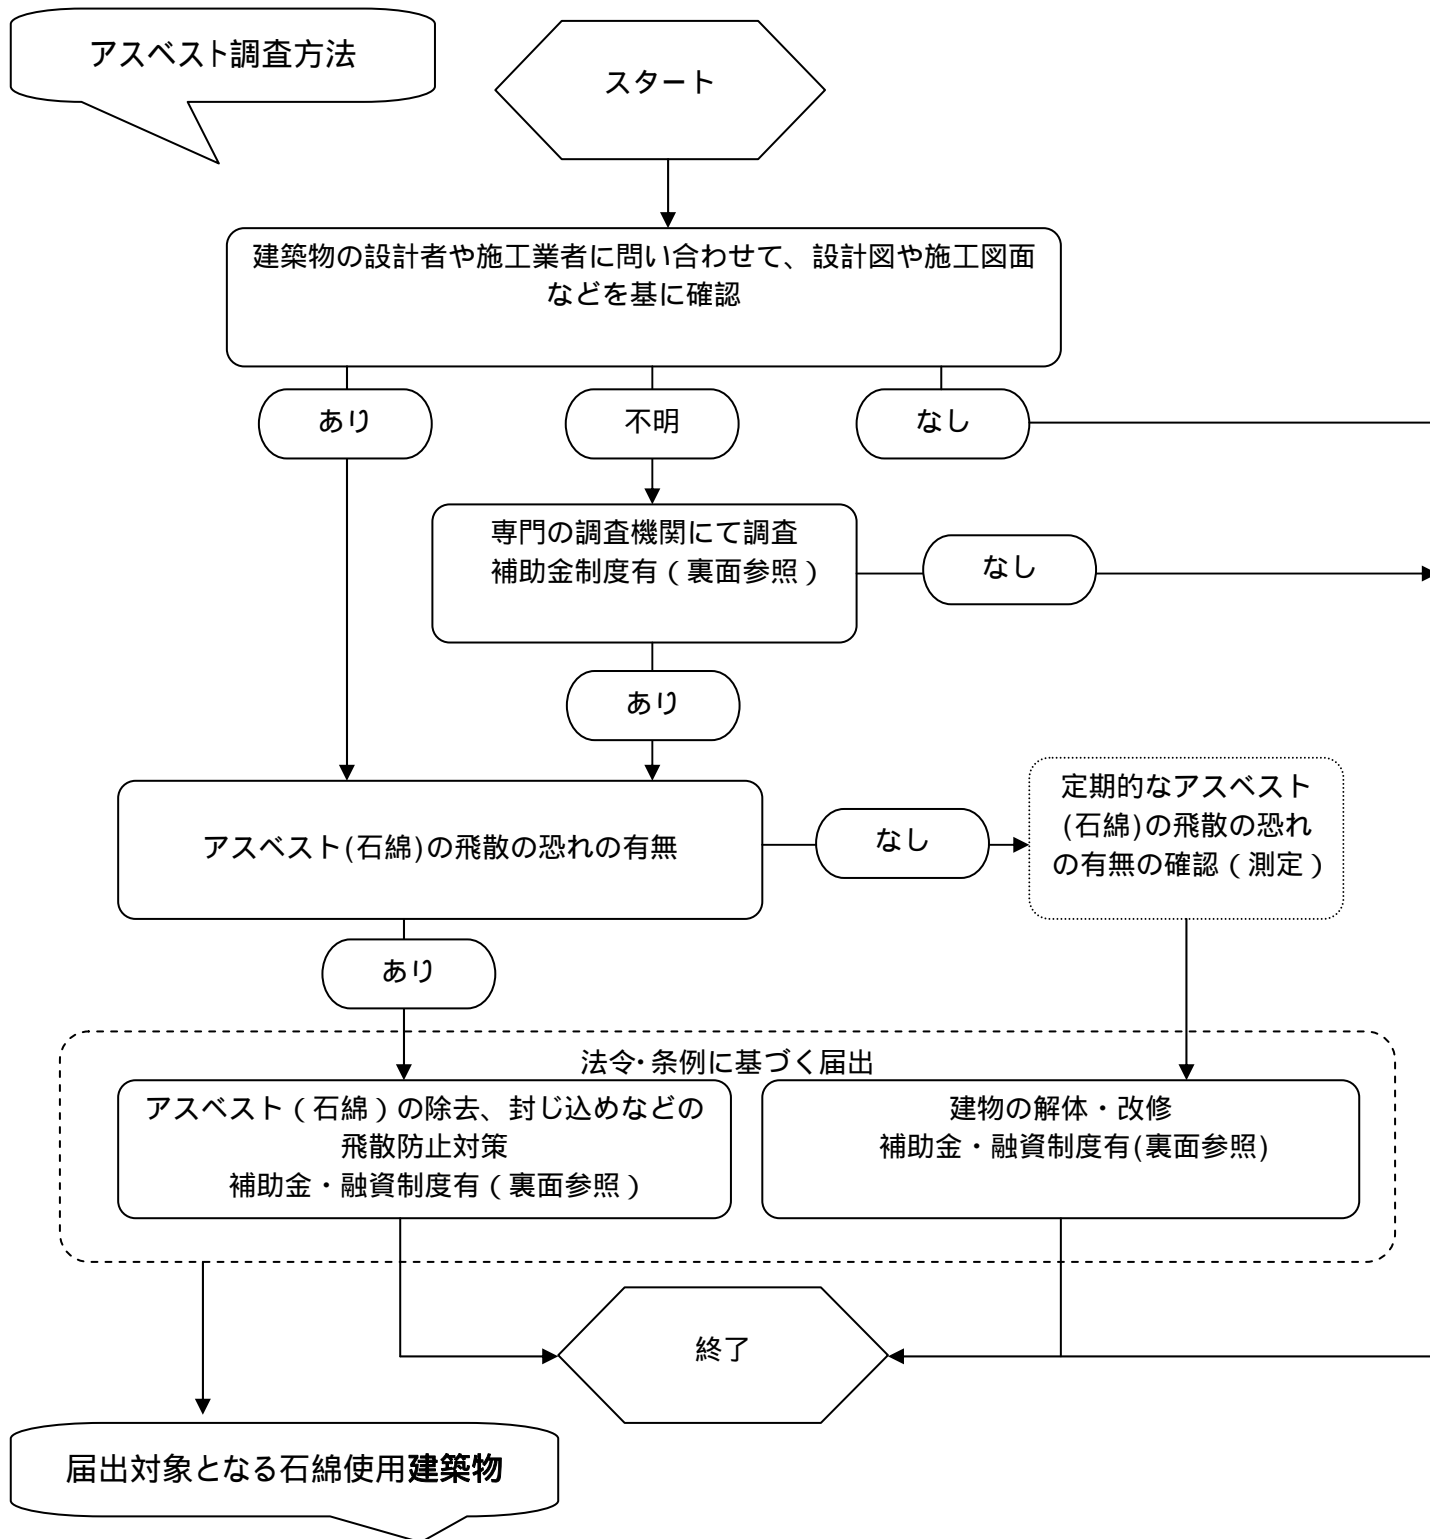 アスベスト調査方法
スタート
建築物の設計者や施工業者に問い合わせて、設計図や施工図面
などを基に確認
あり
不明
なし
専門の調査機関にて調査
補助金制度有(裏面参照)
なし
あり
アスベスト(石綿)の飛散の恐れの有無
なし
定期的なアスベスト
(石綿)の飛散の恐れ
の有無の確認(測定)
あり
法令・条例に基づく届出
アスベスト(石綿)の除去、封じ込めなどの
飛散防止対策
補助金・融資制度有(裏面参照)
建物の解体・改修
補助金・融資制度有(裏面参照)
終了
届出対象となる石綿使用建築物